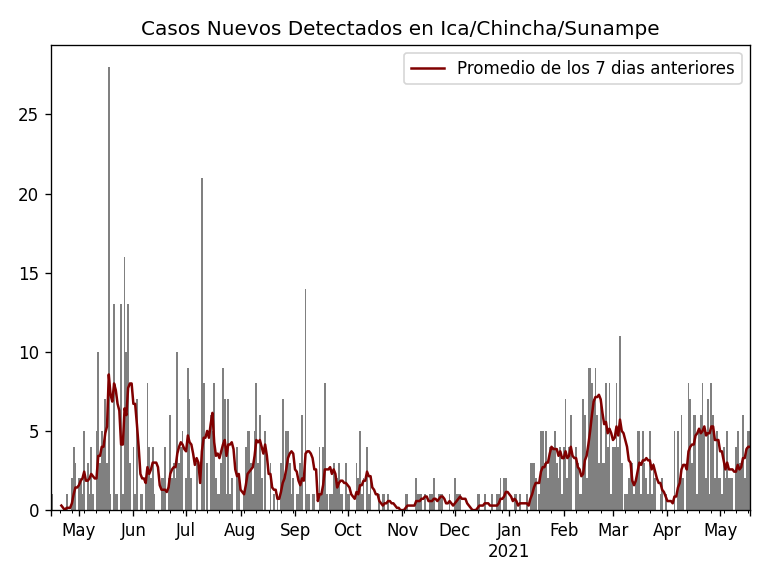 Casos Nuevos Detectados en Ica/Chincha/Sunampe
Promedio de los 7 dias anteriores
25
20
15
10
5
0
May Jun Jul Aug Sep Oct Nov Dec Jan Feb Mar Apr May
2021